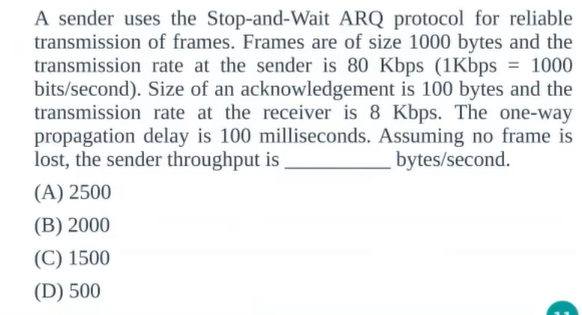 A sender uses the Stop-and-Wait ARQ protocol for reliable
transmission of frames. Frames are of size 1000 bytes and the
transmission rate at the sender is 80 Kbps (1Kbps = 1000
bits/second). Size of an acknowledgement is 100 bytes and the
transmission rate at the receiver is 8 Kbps. The one-way
propagation delay is 100 milliseconds. Assuming no frame is
lost, the sender throughput is __________ bytes/second.
(A) 2500
(B) 2000
(C) 1500
(D) 500